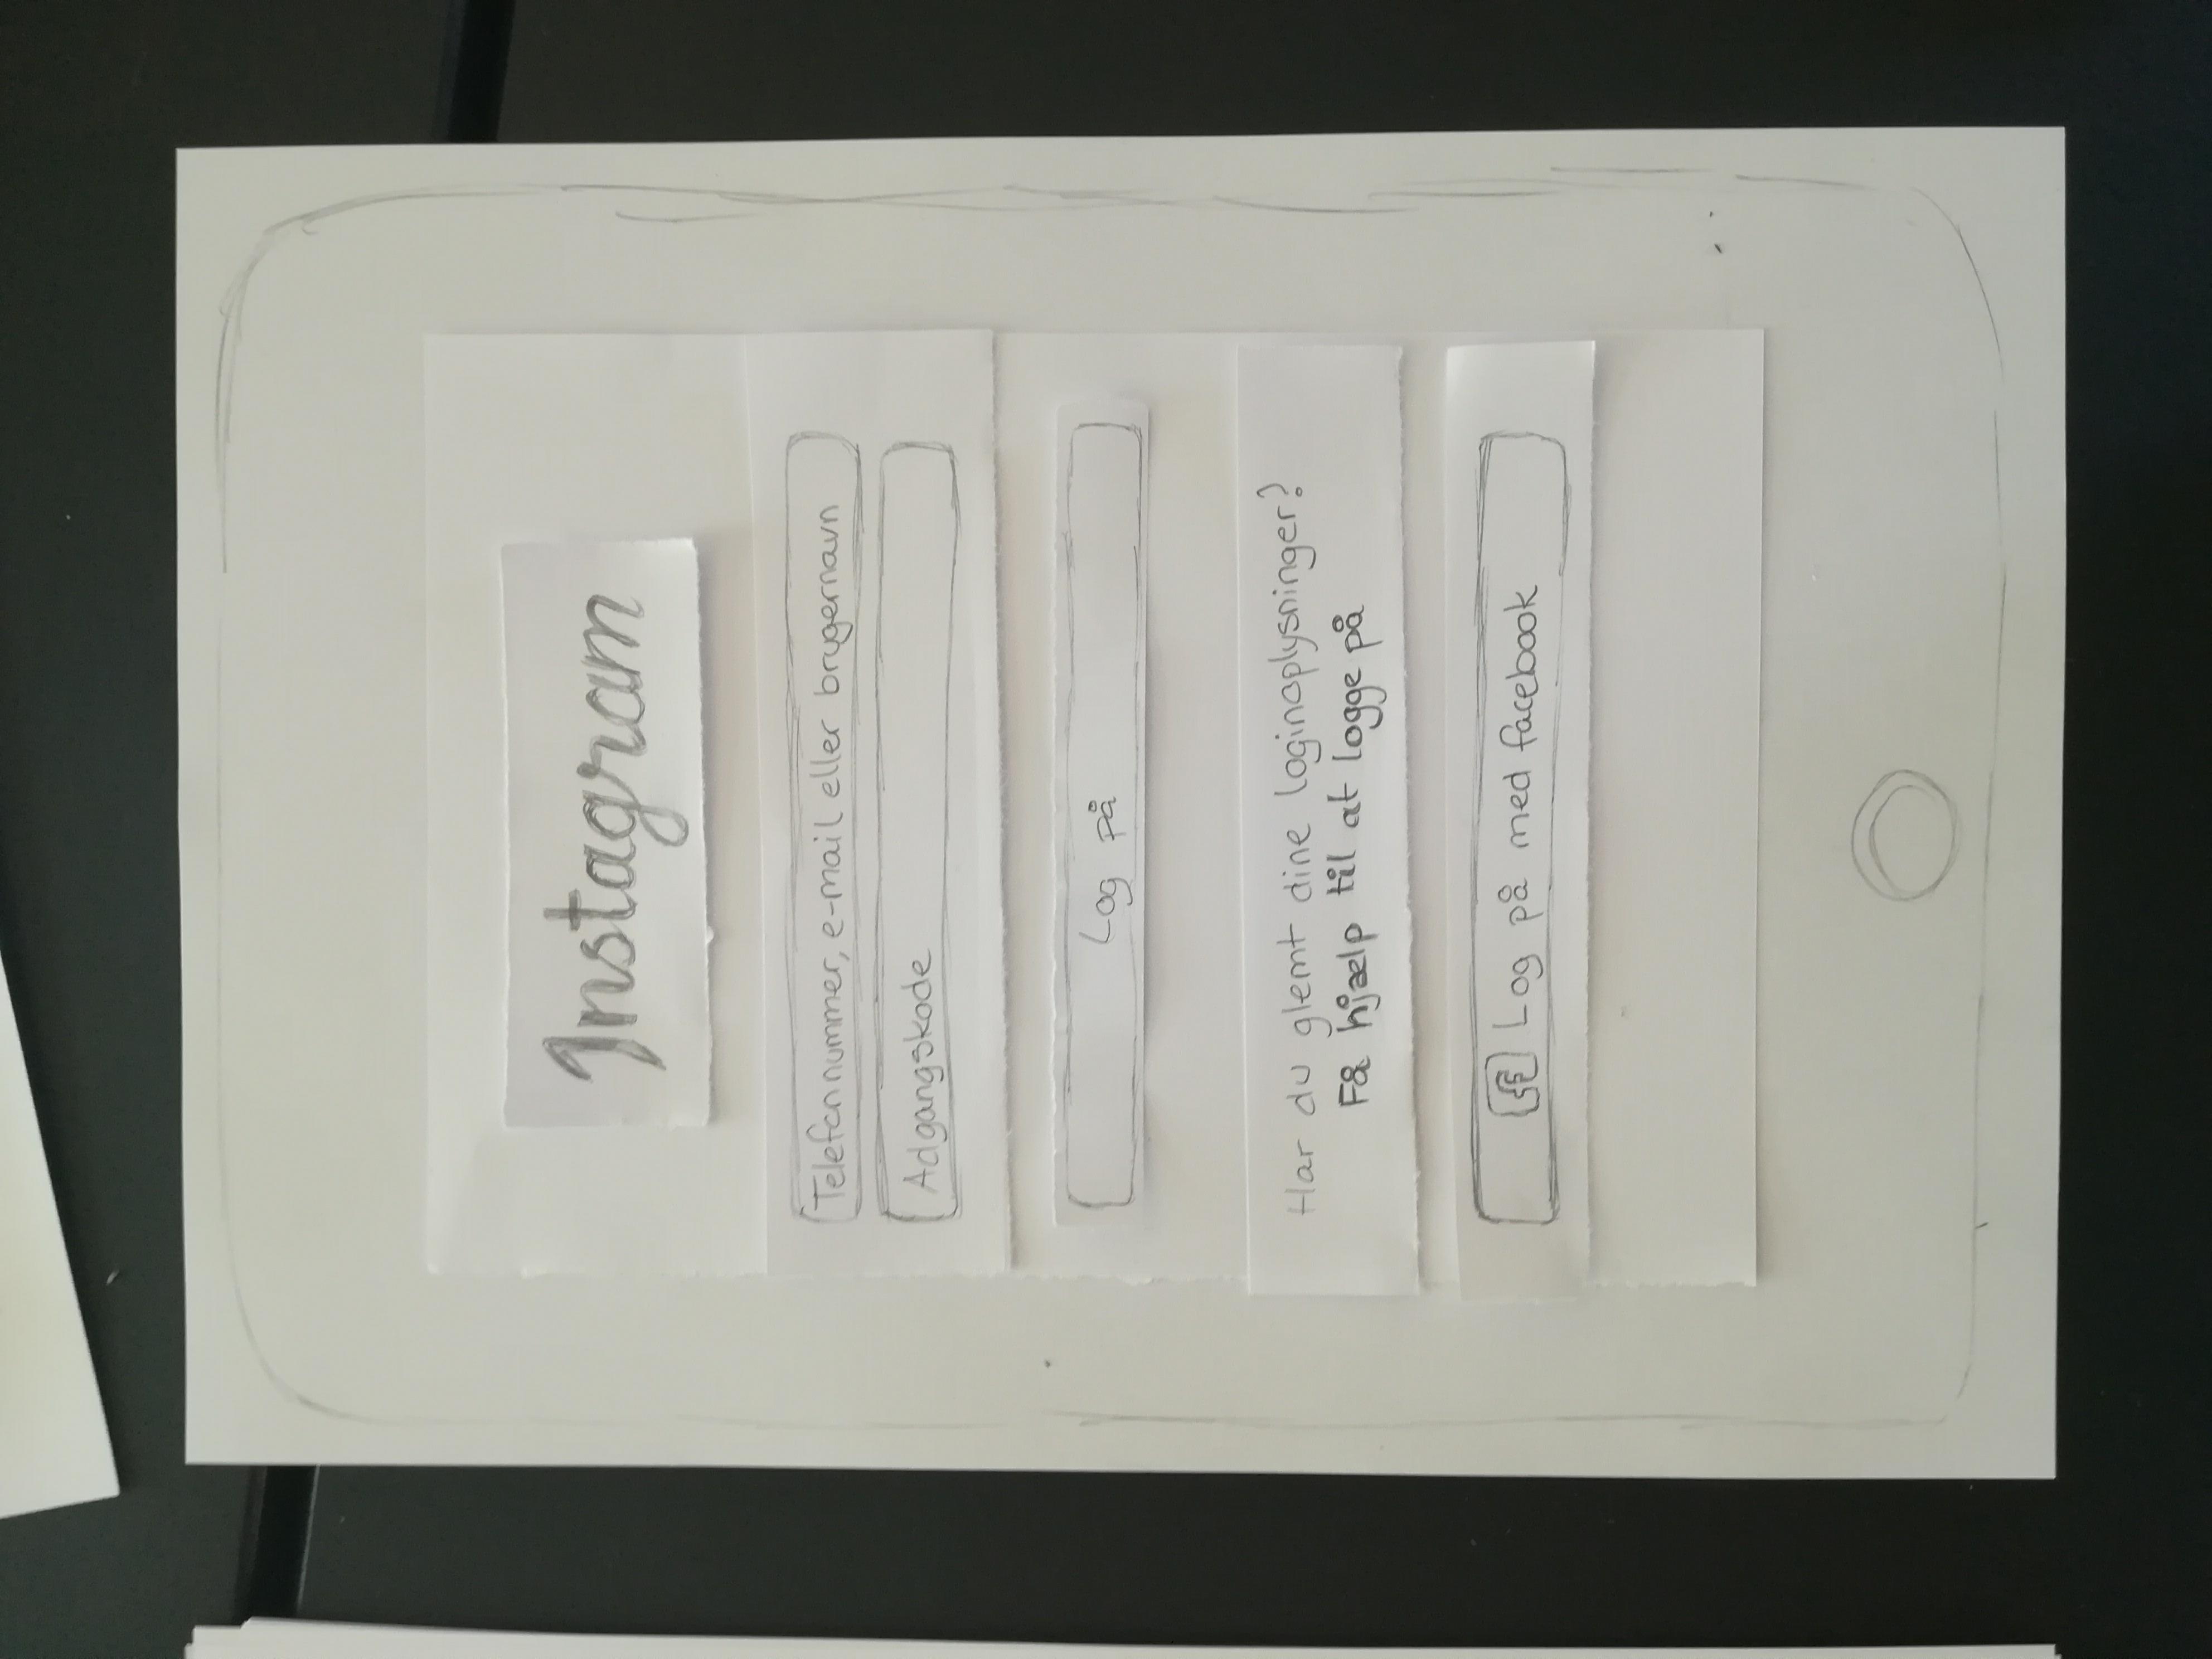 Instagram
Telefonnummer, e-mail eller brugernavn
Adgangskode
Log på
Har du glemt dine loginoplysninger?
Få hjælp til at logge på
f Log på med facebook